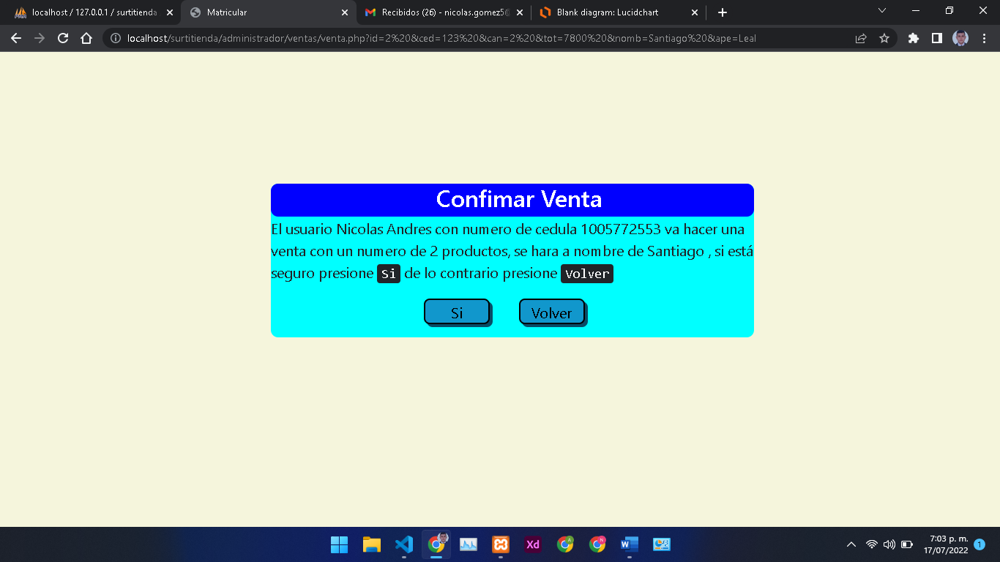 localhost / 127.0.0.1 / surtitienda
Matricular
Recibidos (26) - nicolas.gomez5@
Blank diagram: Lucidchart
localhost/surtitienda/administrador/ventas/venta.php?id=2%20&ced=123%20&can=2%20&tot=7800%20&nomb=Santiago%20&ape=Leal
Confimar Venta
El usuario Nicolas Andres con numero de cedula 1005772553 va hacer una
venta con un numero de 2 productos, se hara a nombre de Santiago , si está
seguro presione Si de lo contrario presione Volver
Si
Volver
Xd
A
N
W
7:03 p. m.
17/07/2022
1